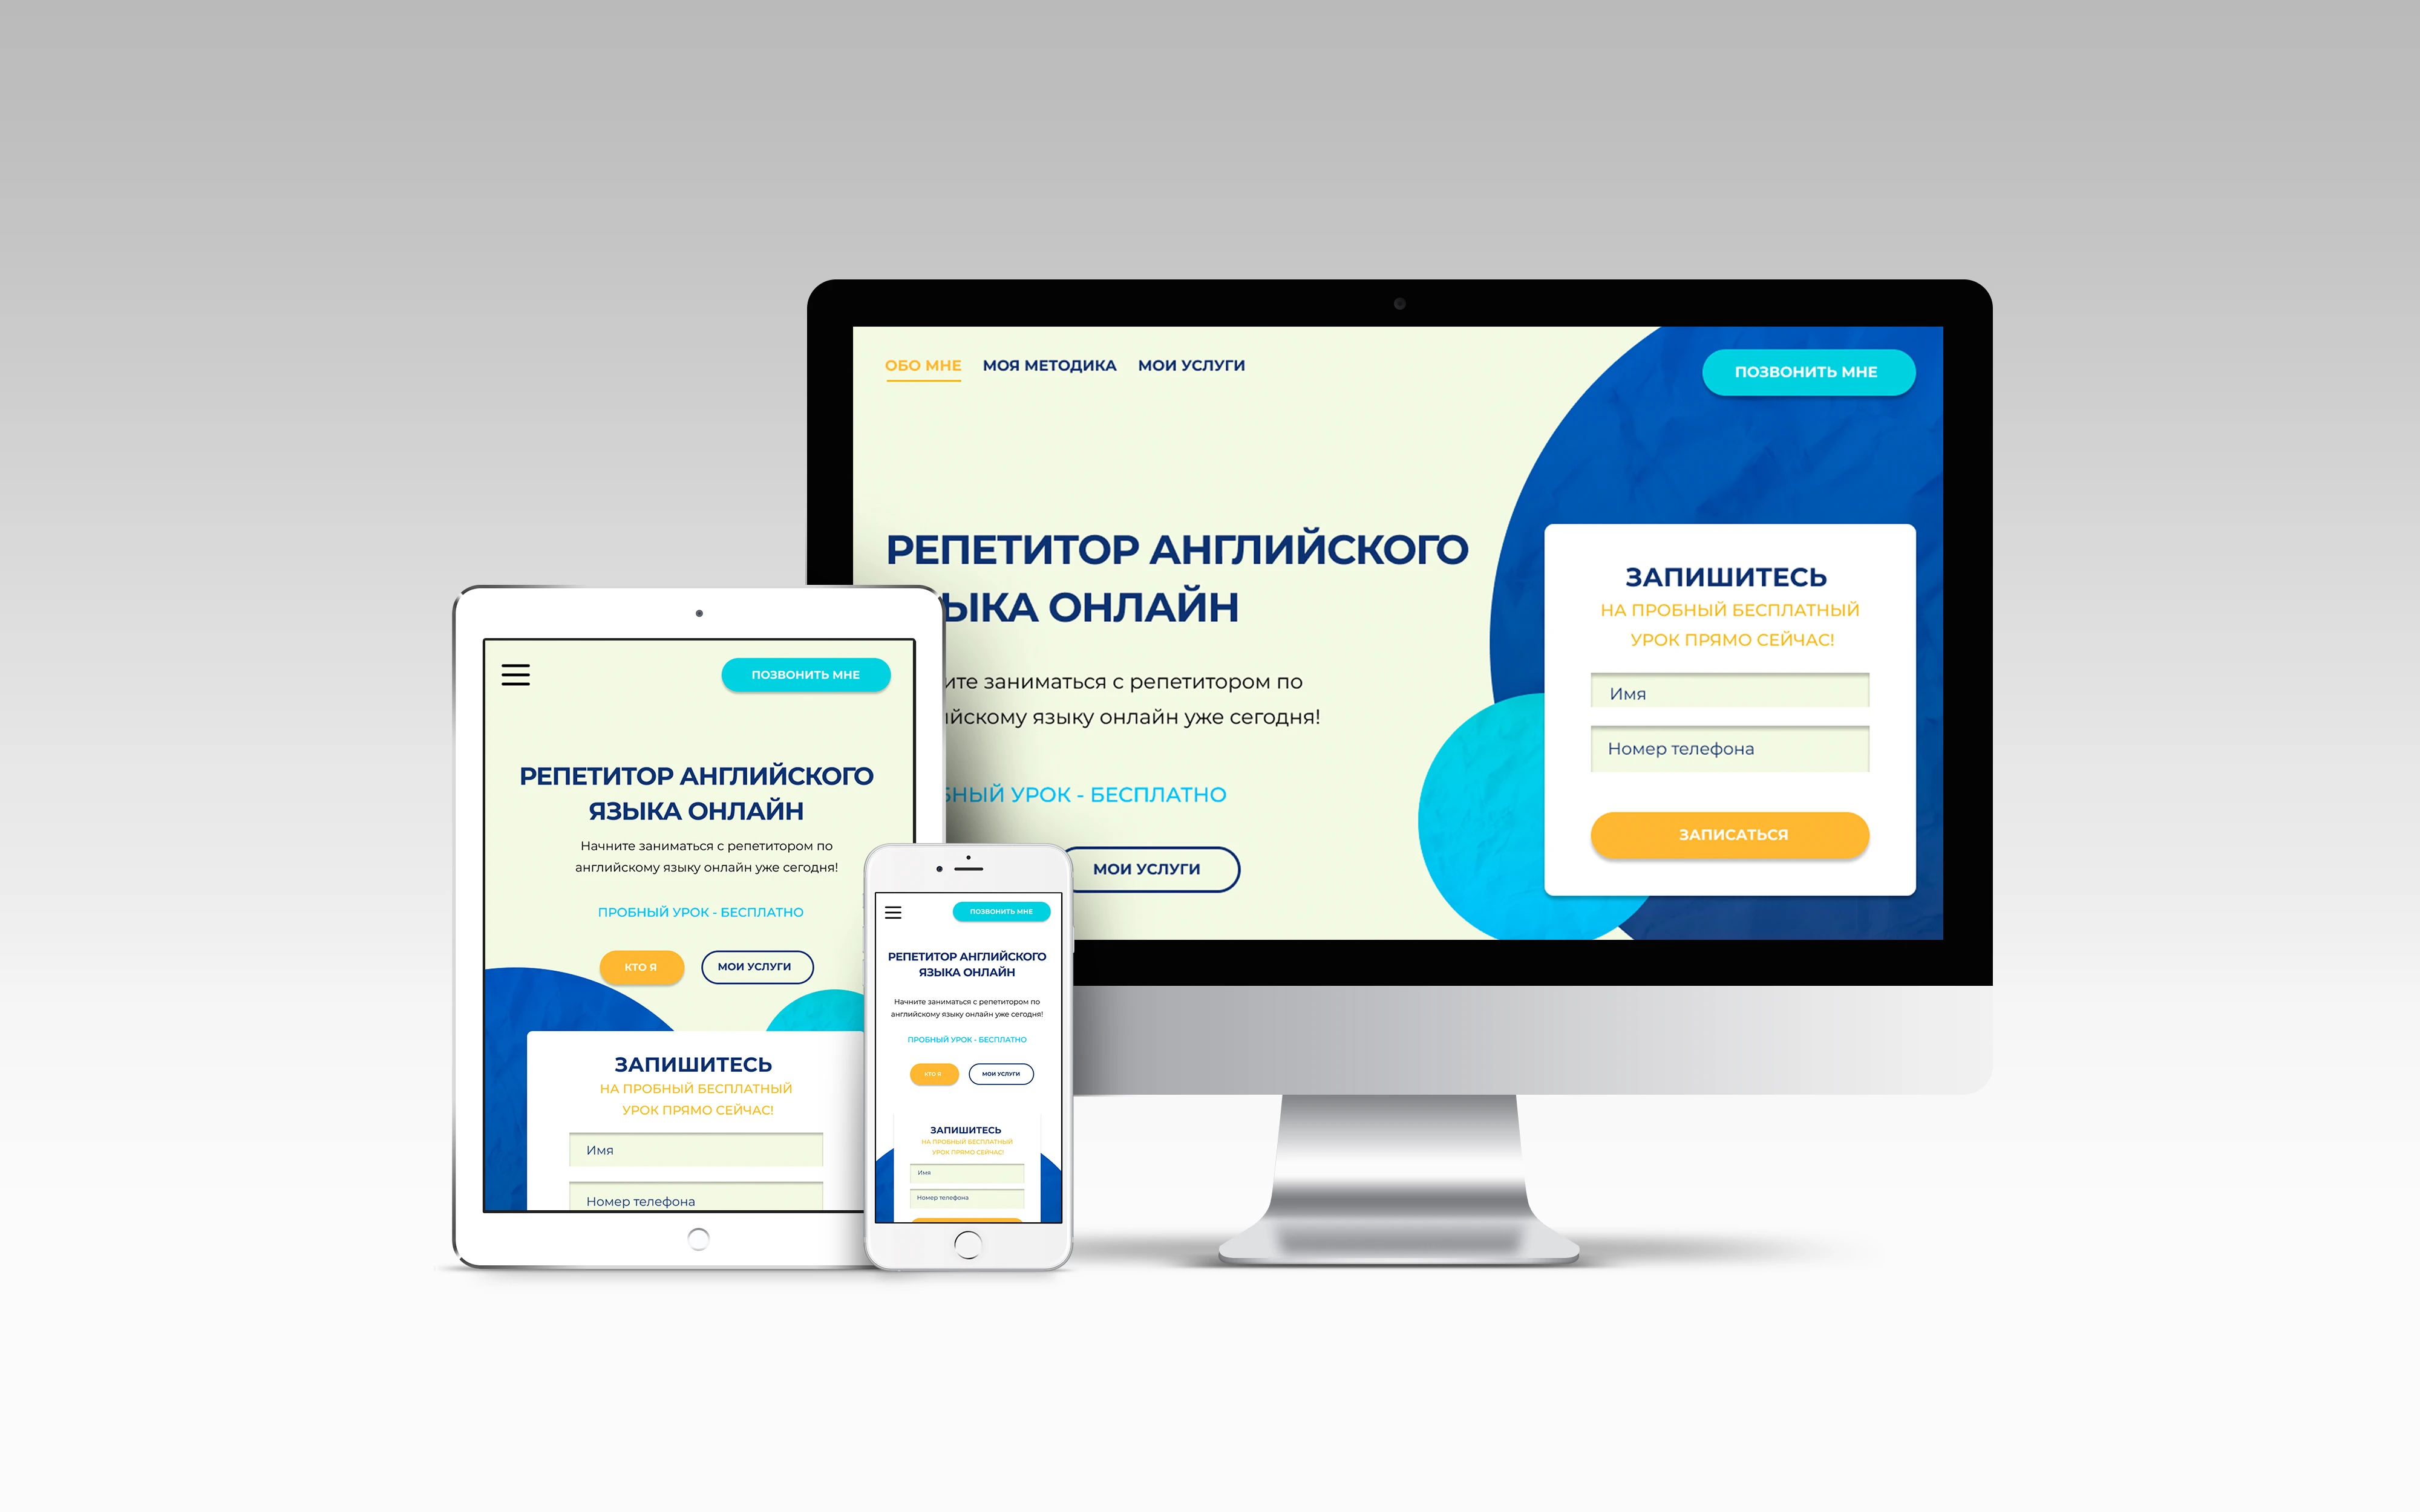 ОБО МНЕ МОЯ МЕТОДИКА МОИ УСЛУГИ
ПОЗВОНИТЬ МНЕ
РЕПЕТИТОР АНГЛИЙСКОГО
ЫКА ОНЛАЙН
ите заниматься с репетитором по
йскому языку онлайн уже сегодня!
БНЫЙ УРОК - БЕСПЛАТНО
МОИ УСЛУГИ
ЗАПИШИТЕСЬ
НА ПРОБНЫЙ БЕСПЛАТНЫЙ
УРОК ПРЯМО СЕЙЧАС!
Имя
Номер телефона
ЗАПИСАТЬСЯ
ПОЗВОНИТЬ МНЕ
РЕПЕТИТОР АНГЛИЙСКОГО
ЯЗЫКА ОНЛАЙН
Начните заниматься с репетитором по
английскому языку онлайн уже сегодня!
ПРОБНЫЙ УРОК - БЕСПЛАТНО
КТО Я МОИ УСЛУГИ
ЗАПИШИТЕСЬ
НА ПРОБНЫЙ БЕСПЛАТНЫЙ
УРОК ПРЯМО СЕЙЧАС!
Имя
Номер телефона
ПОЗВОНИТЬ МНЕ
РЕПЕТИТОР АНГЛИЙСКОГО
ЯЗЫКА ОНЛАЙН
Начните заниматься с репетитором по
английскому языку онлайн уже сегодня!
ПРОБНЫЙ УРОК - БЕСПЛАТНО
КТО Я МОИ УСЛУГИ
ЗАПИШИТЕСЬ
НА ПРОБНЫЙ БЕСПЛАТНЫЙ
УРОК ПРЯМО СЕЙЧАС!
Имя
Номер телефона